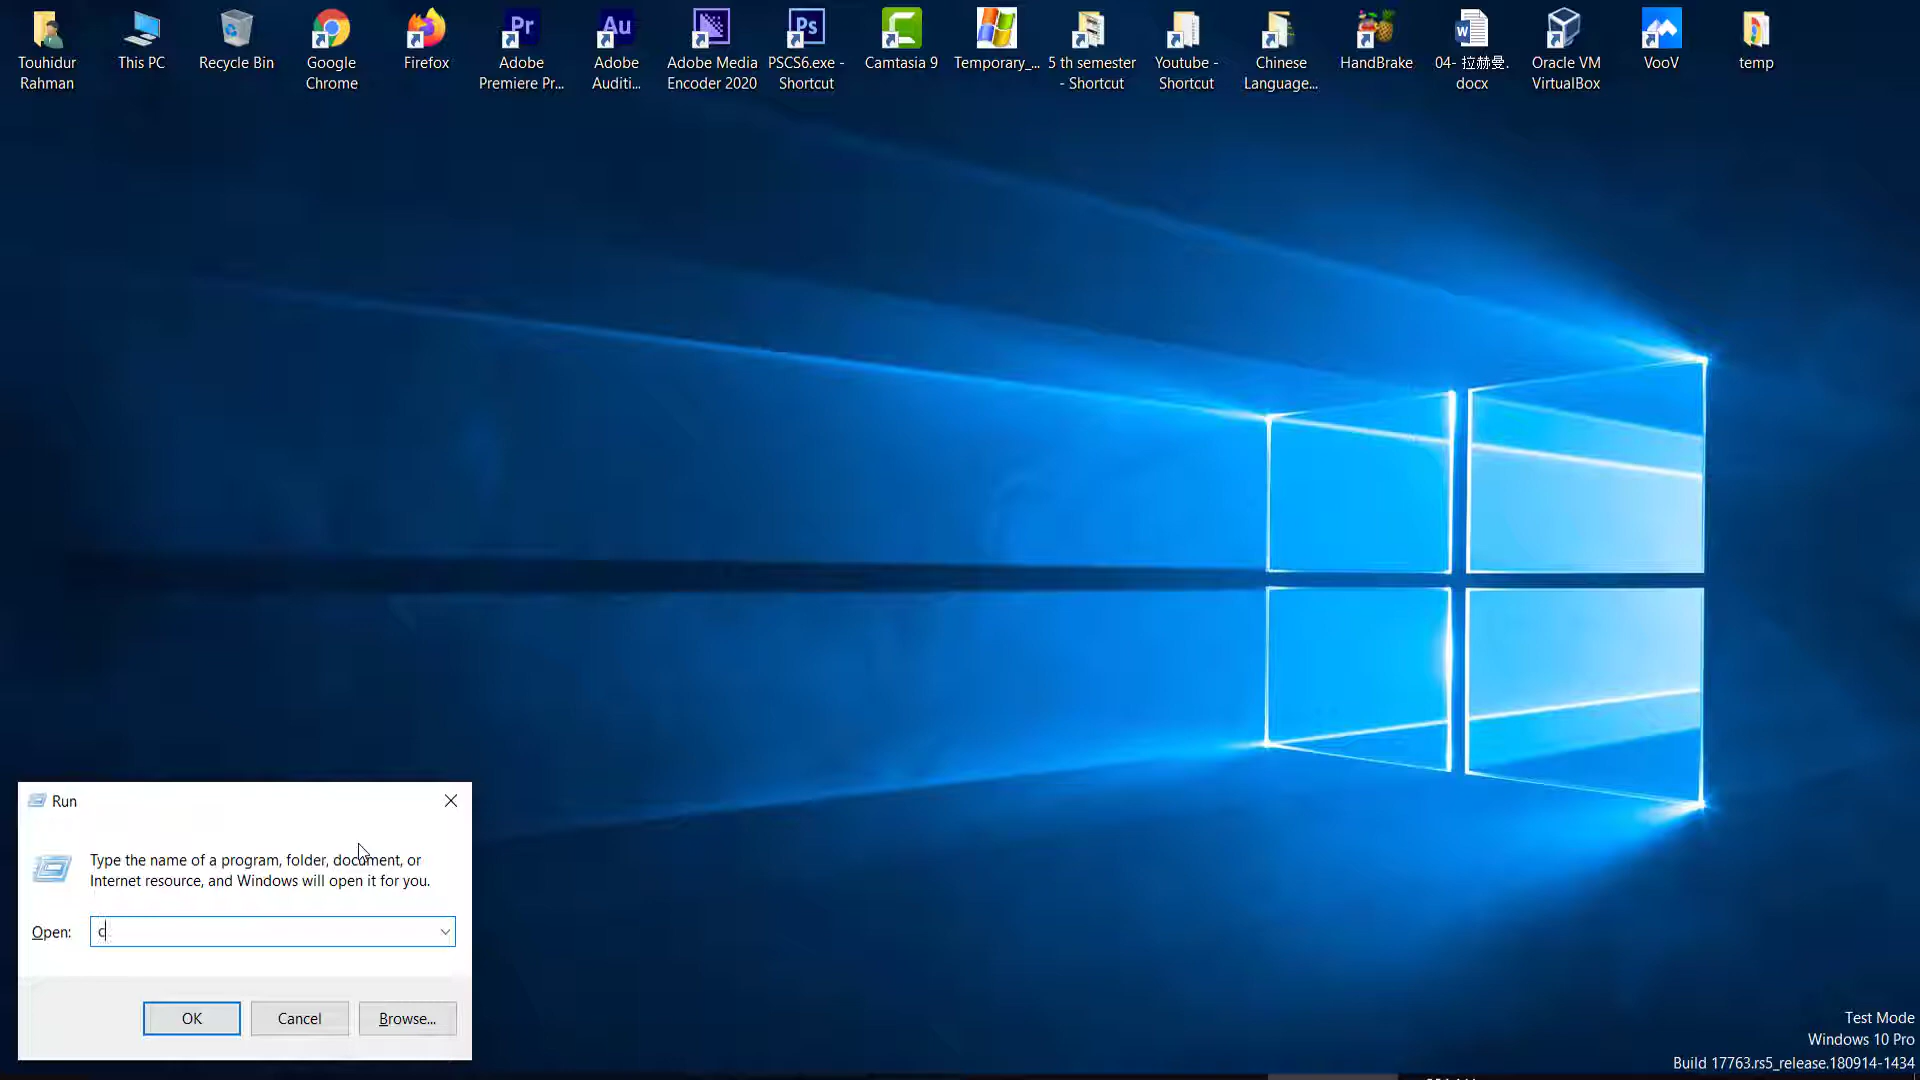 Touhidur
Rahman
This PC
Recycle Bin
Google
Chrome
Firefox
Adobe
Premiere Pr...
Adobe
Auditi...
Adobe Media
Encoder 2020
PSCS6.exe -
Shortcut
Camtasia 9
Temporary_...
5 th semester
- Shortcut
Youtube -
Shortcut
Chinese
Language...
HandBrake
04- 拉赫曼.
docx
Oracle VM
VirtualBox
VooV
temp
Pr
Au
Ps
W
Run
Type the name of a program, folder, document, or
Internet resource, and Windows will open it for you.
Open: c
OK Cancel Browse...
Test Mode
Windows 10 Pro
Build 17763.rs5_release.180914-1434